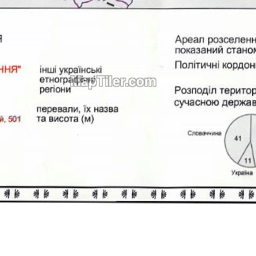 Я
Ареал розселенн
показаний станом
ННЯ"
інші українські
етнографічні
регіони
Політичні кордон
MapTiler.com
Розподіл територ
сучасною держав
перевали, їх назва
та висота (м)
й, 501
Словаччина
41
11
Україна